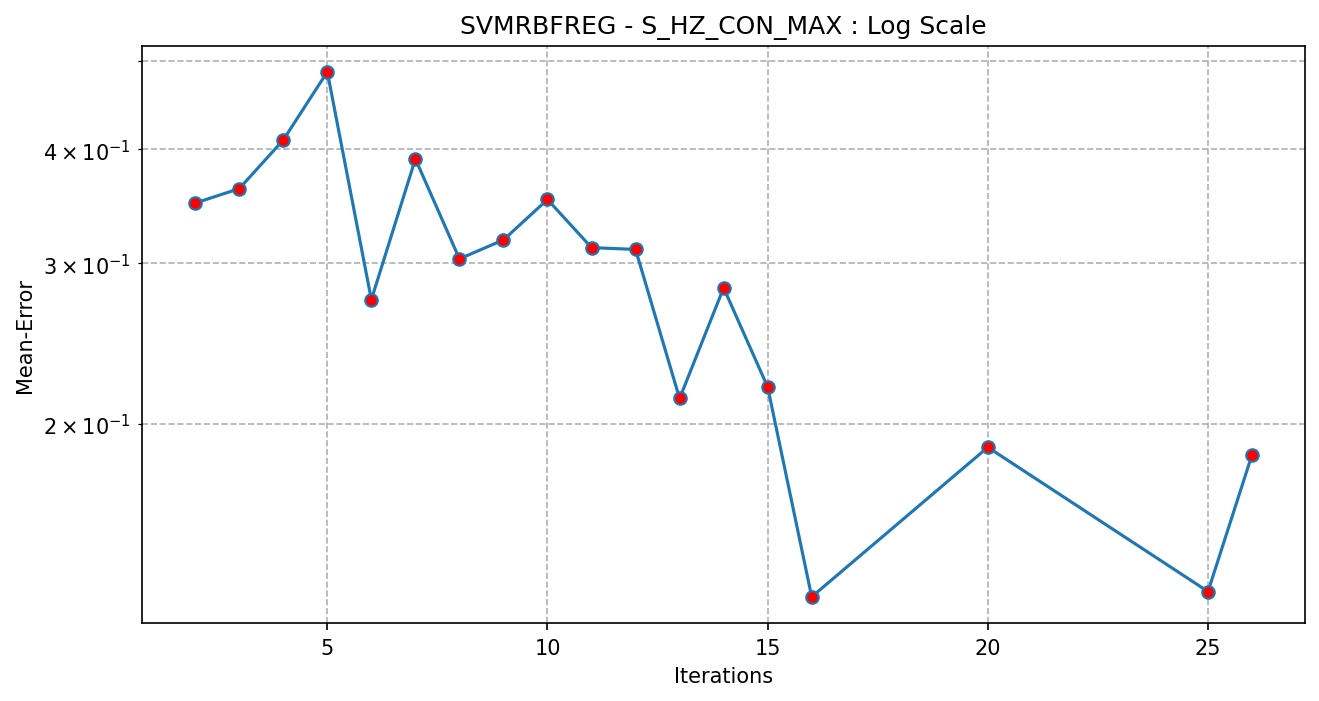 SVMRBFREG - S_HZ_CON_MAX : Log Scale
4 × 10⁻¹
3 × 10⁻¹
2 × 10⁻¹
Mean-Error
5 10 15 20 25
Iterations